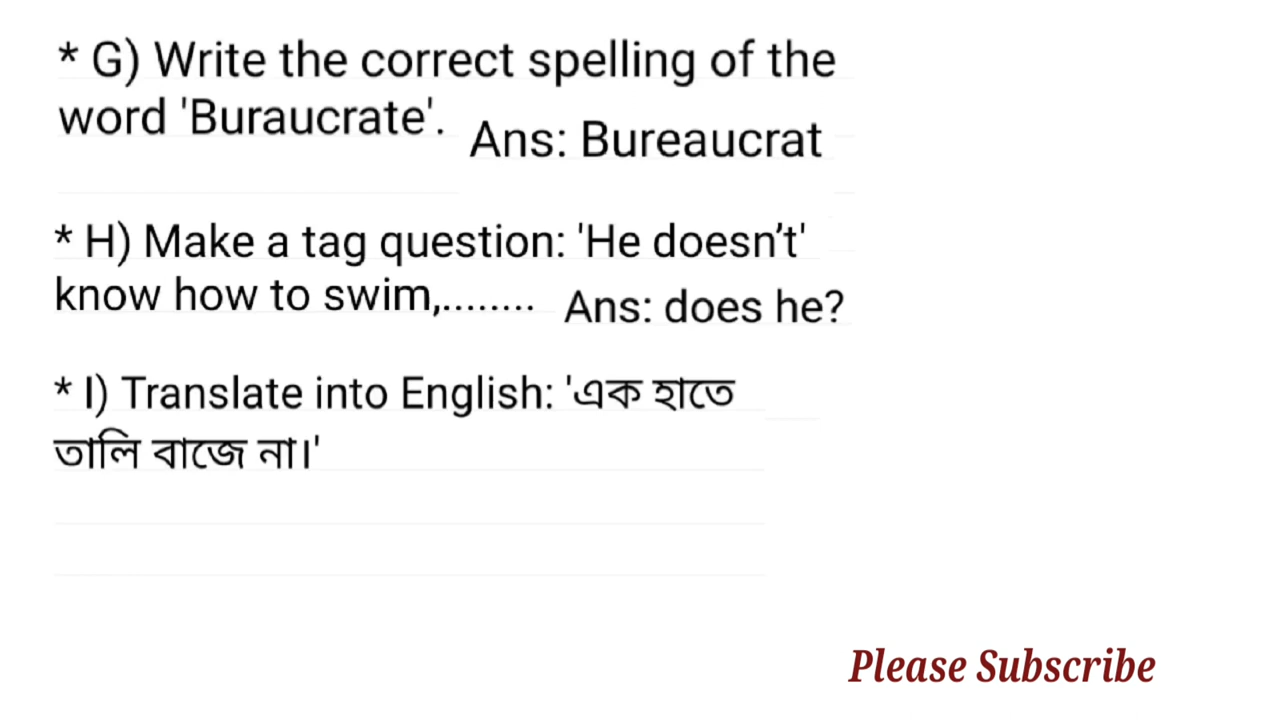 * G) Write the correct spelling of the
word 'Buraucrate'. Ans: Bureaucrat
* H) Make a tag question: 'He doesn’t'
know how to swim,........ Ans: does he?
* I) Translate into English: 'এক হাতে
তালি বাজে না।'
Please Subscribe